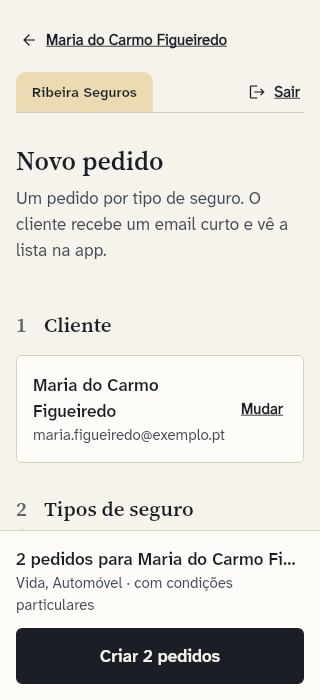 Maria do Carmo Figueiredo
Ribeira Seguros
Sair
Novo pedido
Um pedido por tipo de seguro. O
cliente recebe um email curto e vê a
lista na app.
1 Cliente
Maria do Carmo
Figueiredo
maria.figueiredo@exemplo.pt
Mudar
2 Tipos de seguro
2 pedidos para Maria do Carmo Fi...
Vida, Automóvel · com condições
particulares
Criar 2 pedidos